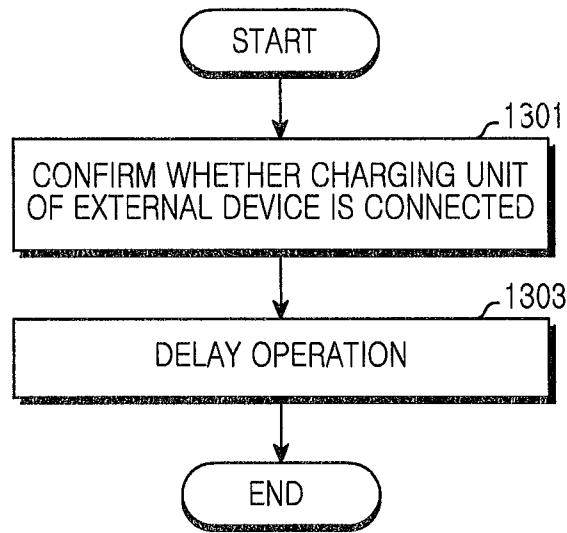 START
1301
CONFIRM WHETHER CHARGING UNIT
OF EXTERNAL DEVICE IS CONNECTED
1303
DELAY OPERATION
END